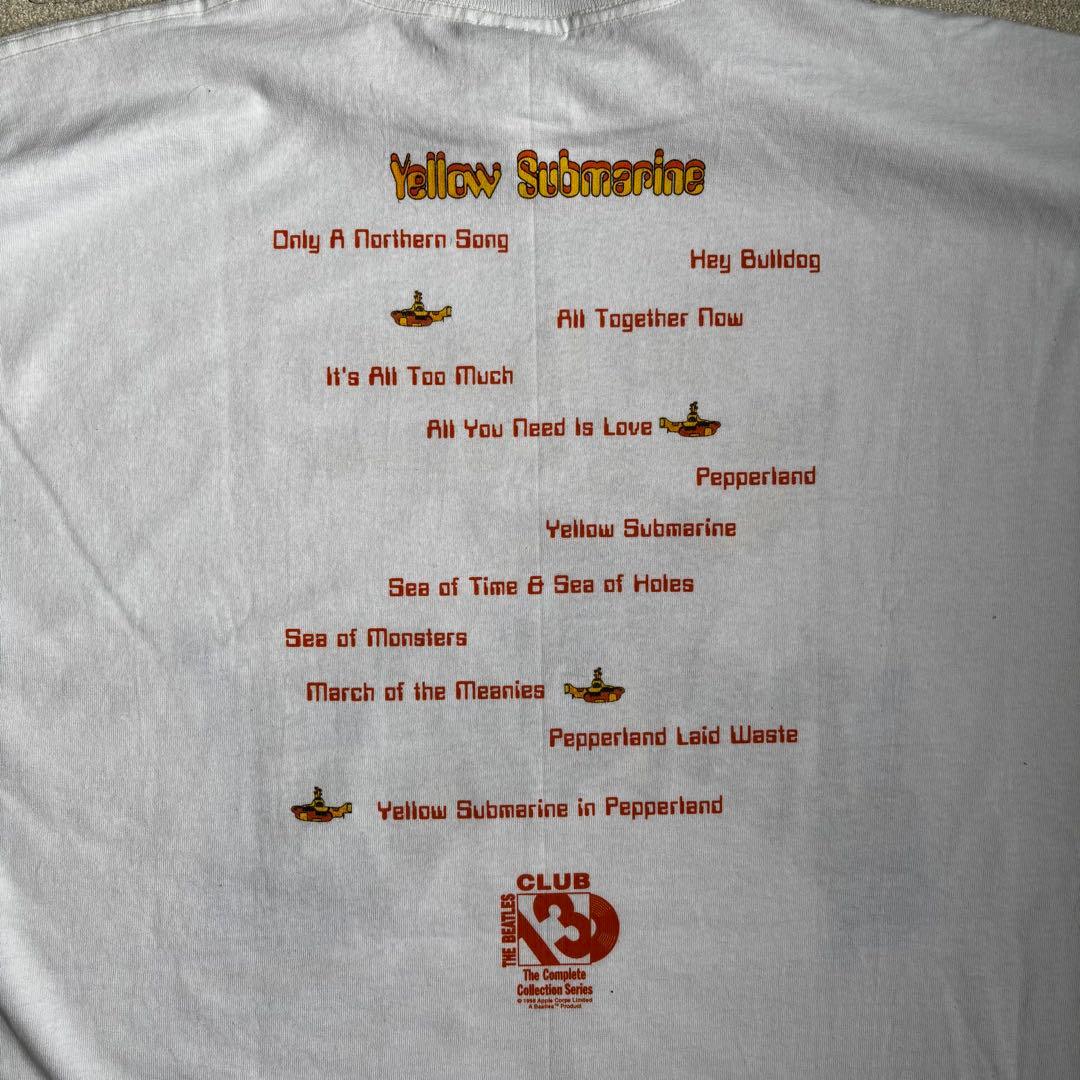 Yellow Submarine
Only A Northern Song
Hey Bulldog
All Together Now
It's All Too Much
All You Need Is Love
Pepperland
Yellow Submarine
Sea of Time & Sea of Holes
Sea of Monsters
March of the Meanies
Pepperland Laid Waste
Yellow Submarine in Pepperland
CLUB
THE BEATLES
13
The Complete
Collection Series
© 1998 Apple Corps Limited
A Beatles™ Product